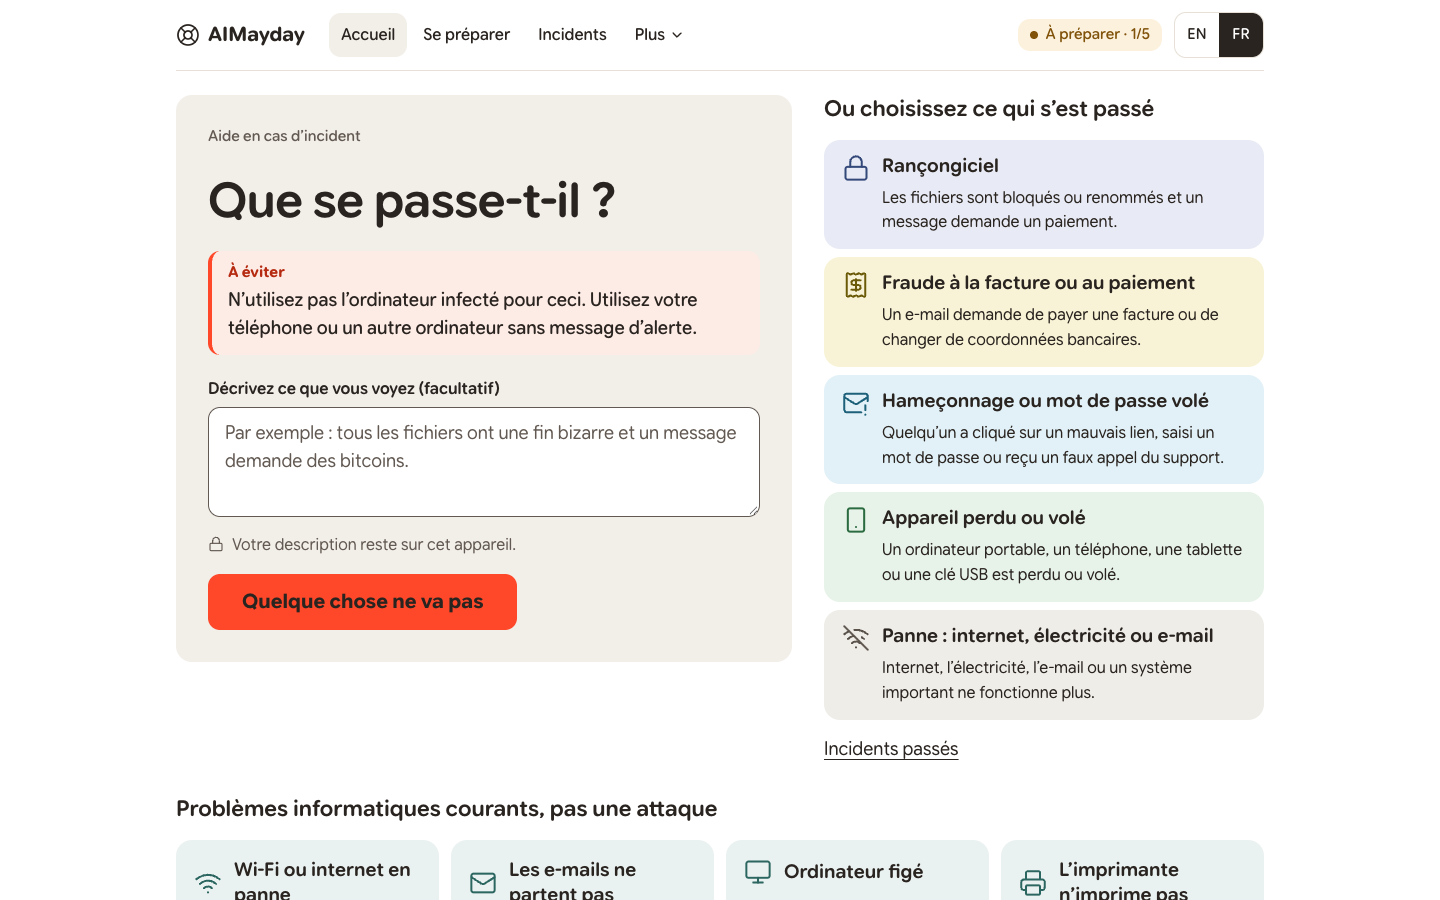 AIMayday
Accueil
Se préparer
Incidents
Plus
À préparer · 1/5
EN
FR
Aide en cas d’incident
Que se passe-t-il ?
À éviter
N’utilisez pas l’ordinateur infecté pour ceci. Utilisez votre
téléphone ou un autre ordinateur sans message d’alerte.
Décrivez ce que vous voyez (facultatif)
Par exemple : tous les fichiers ont une fin bizarre et un message
demande des bitcoins.
Votre description reste sur cet appareil.
Quelque chose ne va pas
Ou choisissez ce qui s’est passé
Rançongiciel
Les fichiers sont bloqués ou renommés et un
message demande un paiement.
Fraude à la facture ou au paiement
Un e-mail demande de payer une facture ou de
changer de coordonnées bancaires.
Hameçonnage ou mot de passe volé
Quelqu’un a cliqué sur un mauvais lien, saisi un
mot de passe ou reçu un faux appel du support.
Appareil perdu ou volé
Un ordinateur portable, un téléphone, une tablette
ou une clé USB est perdu ou volé.
Panne : internet, électricité ou e-mail
Internet, l’électricité, l’e-mail ou un système
important ne fonctionne plus.
Incidents passés
Problèmes informatiques courants, pas une attaque
Wi-Fi ou internet en
panne
Les e-mails ne
partent pas
Ordinateur figé
L’imprimante
n’imprime pas